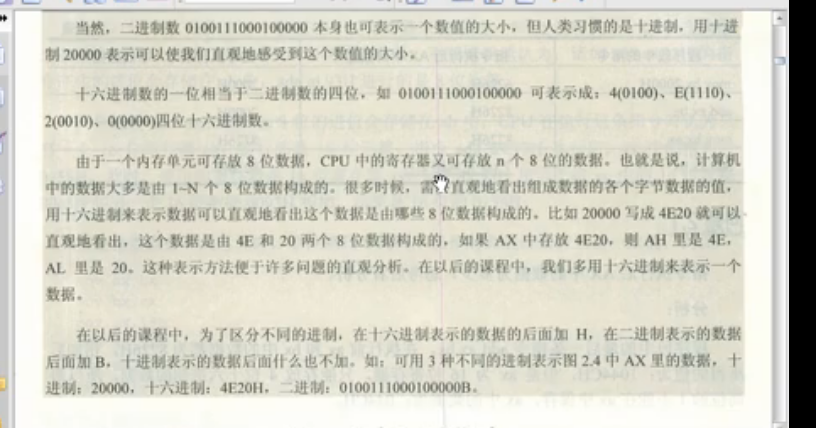 当然，二进制数 0100111000100000 本身也可表示一个数值的大小，但人类习惯的是十进制，用十进
制 20000 表示可以使我们直观地感受到这个数值的大小。
十六进制数的一位相当于二进制数的四位，如 0100111000100000 可表示成：4(0100)、E(1110)、
2(0010)、0(0000)四位十六进制数。
由于一个内存单元可存放 8 位数据，CPU 中的寄存器又可存放 n 个 8 位的数据。也就是说，计算机
中的数据大多是由 1~N 个 8 位数据构成的。很多时候，需 直观地看出组成数据的各个字节数据的值，
用十六进制来表示数据可以直观地看出这个数据是由哪些 8 位数据构成的。比如 20000 写成 4E20 就可以
直观地看出，这个数据是由 4E 和 20 两个 8 位数据构成的，如果 AX 中存放 4E20，则 AH 里是 4E，
AL 里是 20。这种表示方法便于许多问题的直观分析。在以后的课程中，我们多用十六进制来表示一个
数据。
在以后的课程中，为了区分不同的进制，在十六进制表示的数据的后面加 H，在二进制表示的数据
后面加 B，十进制表示的数据后面什么也不加。如：可用 3 种不同的进制表示图 2.4 中 AX 里的数据，十
进制：20000，十六进制：4E20H，二进制：0100111000100000B。